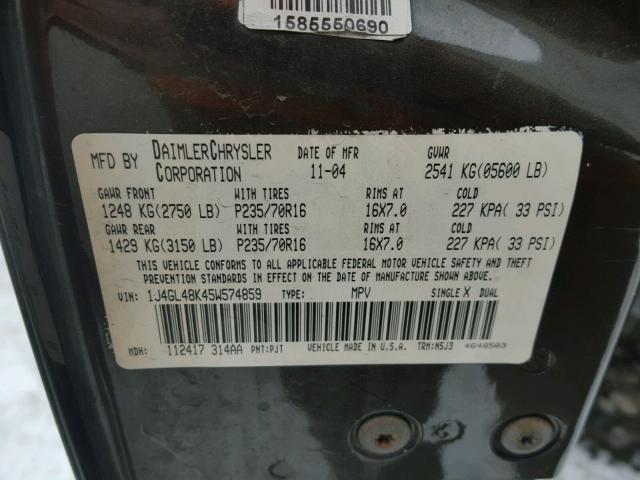 1585550690
MFD BY DAIMLERCHRYSLER CORPORATION DATE OF MFR 11-04 GVWR 2541 KG(05600 LB)
GAWR FRONT WITH TIRES RIMS AT COLD
1248 KG(2750 LB) P235/70R16 16X7.0 227 KPA( 33 PSI)
GAWR REAR WITH TIRES RIMS AT COLD
1429 KG(3150 LB) P235/70R16 16X7.0 227 KPA( 33 PSI)
THIS VEHICLE CONFORMS TO ALL APPLICABLE FEDERAL MOTOR VEHICLE SAFETY AND THEFT
PREVENTION STANDARDS IN EFFECT ON THE DATE OF MANUFACTURE SHOWN ABOVE.
VIN: 1J4GL48K45W574859 TYPE: MPV SINGLE X DUAL
MDH: 112417 314AA PNT:PJT VEHICLE MADE IN U.S.A. TRM:N5J3 4648503